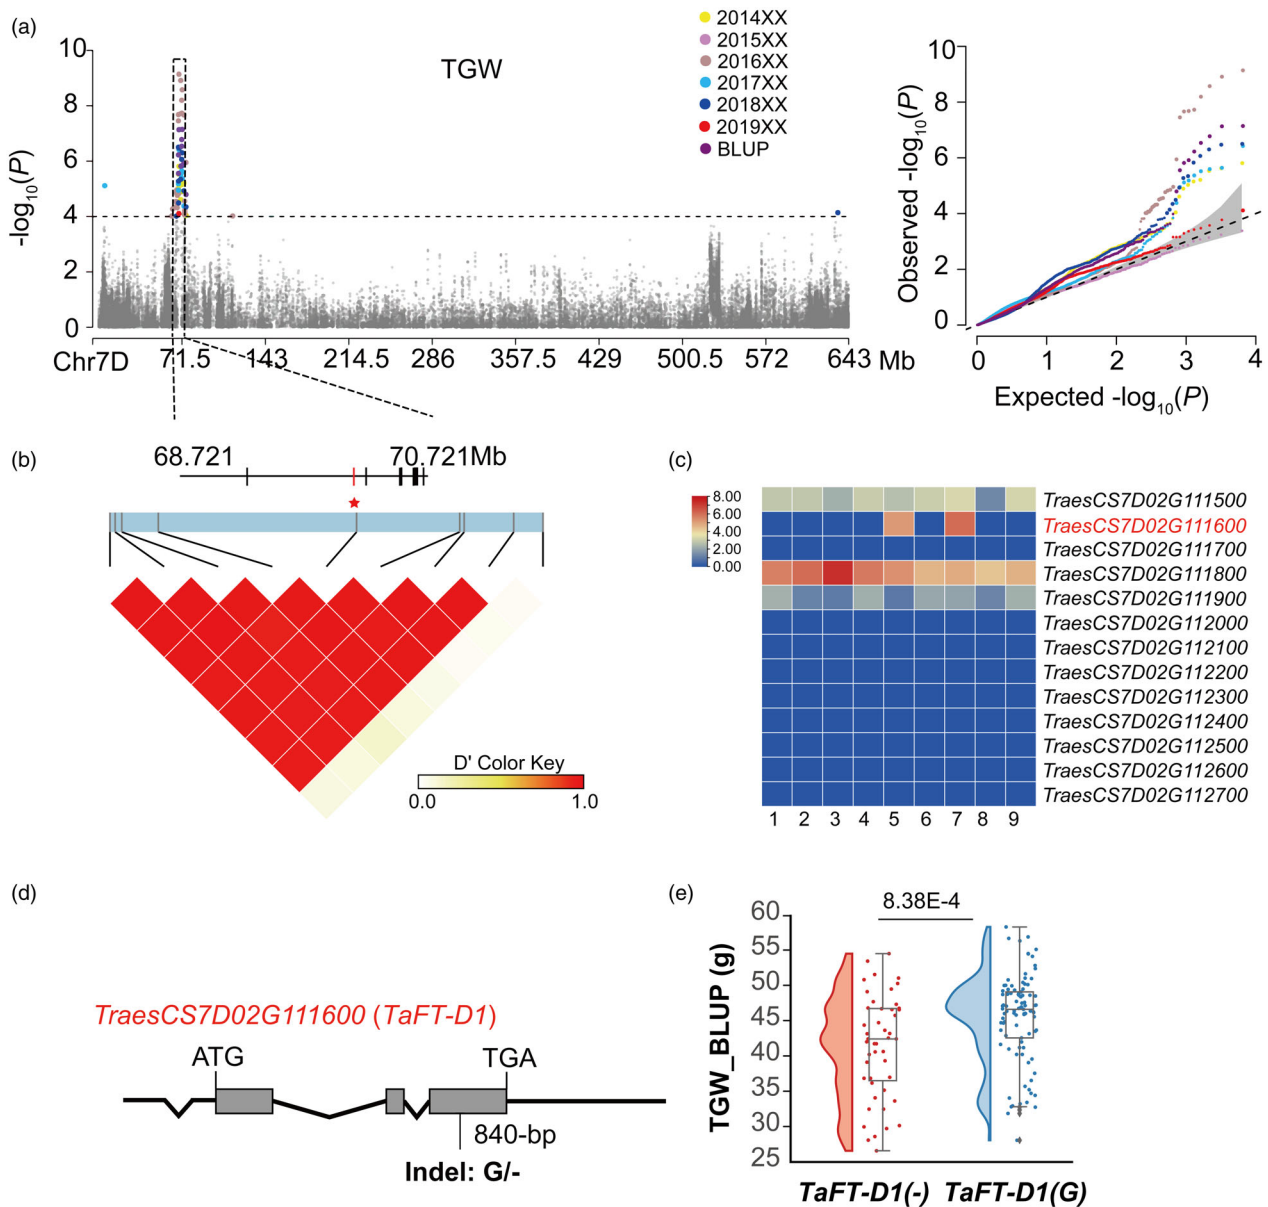 (a)
TGW
2014XX
2015XX
2016XX
2017XX
2018XX
2019XX
BLUP
-log10(P)
10
8
6
4
2
0
Chr7D 71.5 143 214.5 286 357.5 429 500.5 572 643 Mb
Observed -log10(P)
10
8
6
4
2
0
0 1 2 3 4
Expected -log10(P)
(b)
68.721 70.721Mb
D' Color Key
0.0 1.0
(c)
8.00
6.00
4.00
2.00
0.00
TraesCS7D02G111500
TraesCS7D02G111600
TraesCS7D02G111700
TraesCS7D02G111800
TraesCS7D02G111900
TraesCS7D02G112000
TraesCS7D02G112100
TraesCS7D02G112200
TraesCS7D02G112300
TraesCS7D02G112400
TraesCS7D02G112500
TraesCS7D02G112600
TraesCS7D02G112700
1 2 3 4 5 6 7 8 9
(d)
TraesCS7D02G111600 (TaFT-D1)
ATG TGA
840-bp
Indel: G/-
(e)
8.38E-4
TGW_BLUP (g)
60
55
50
45
40
35
30
25
TaFT-D1(-) TaFT-D1(G)